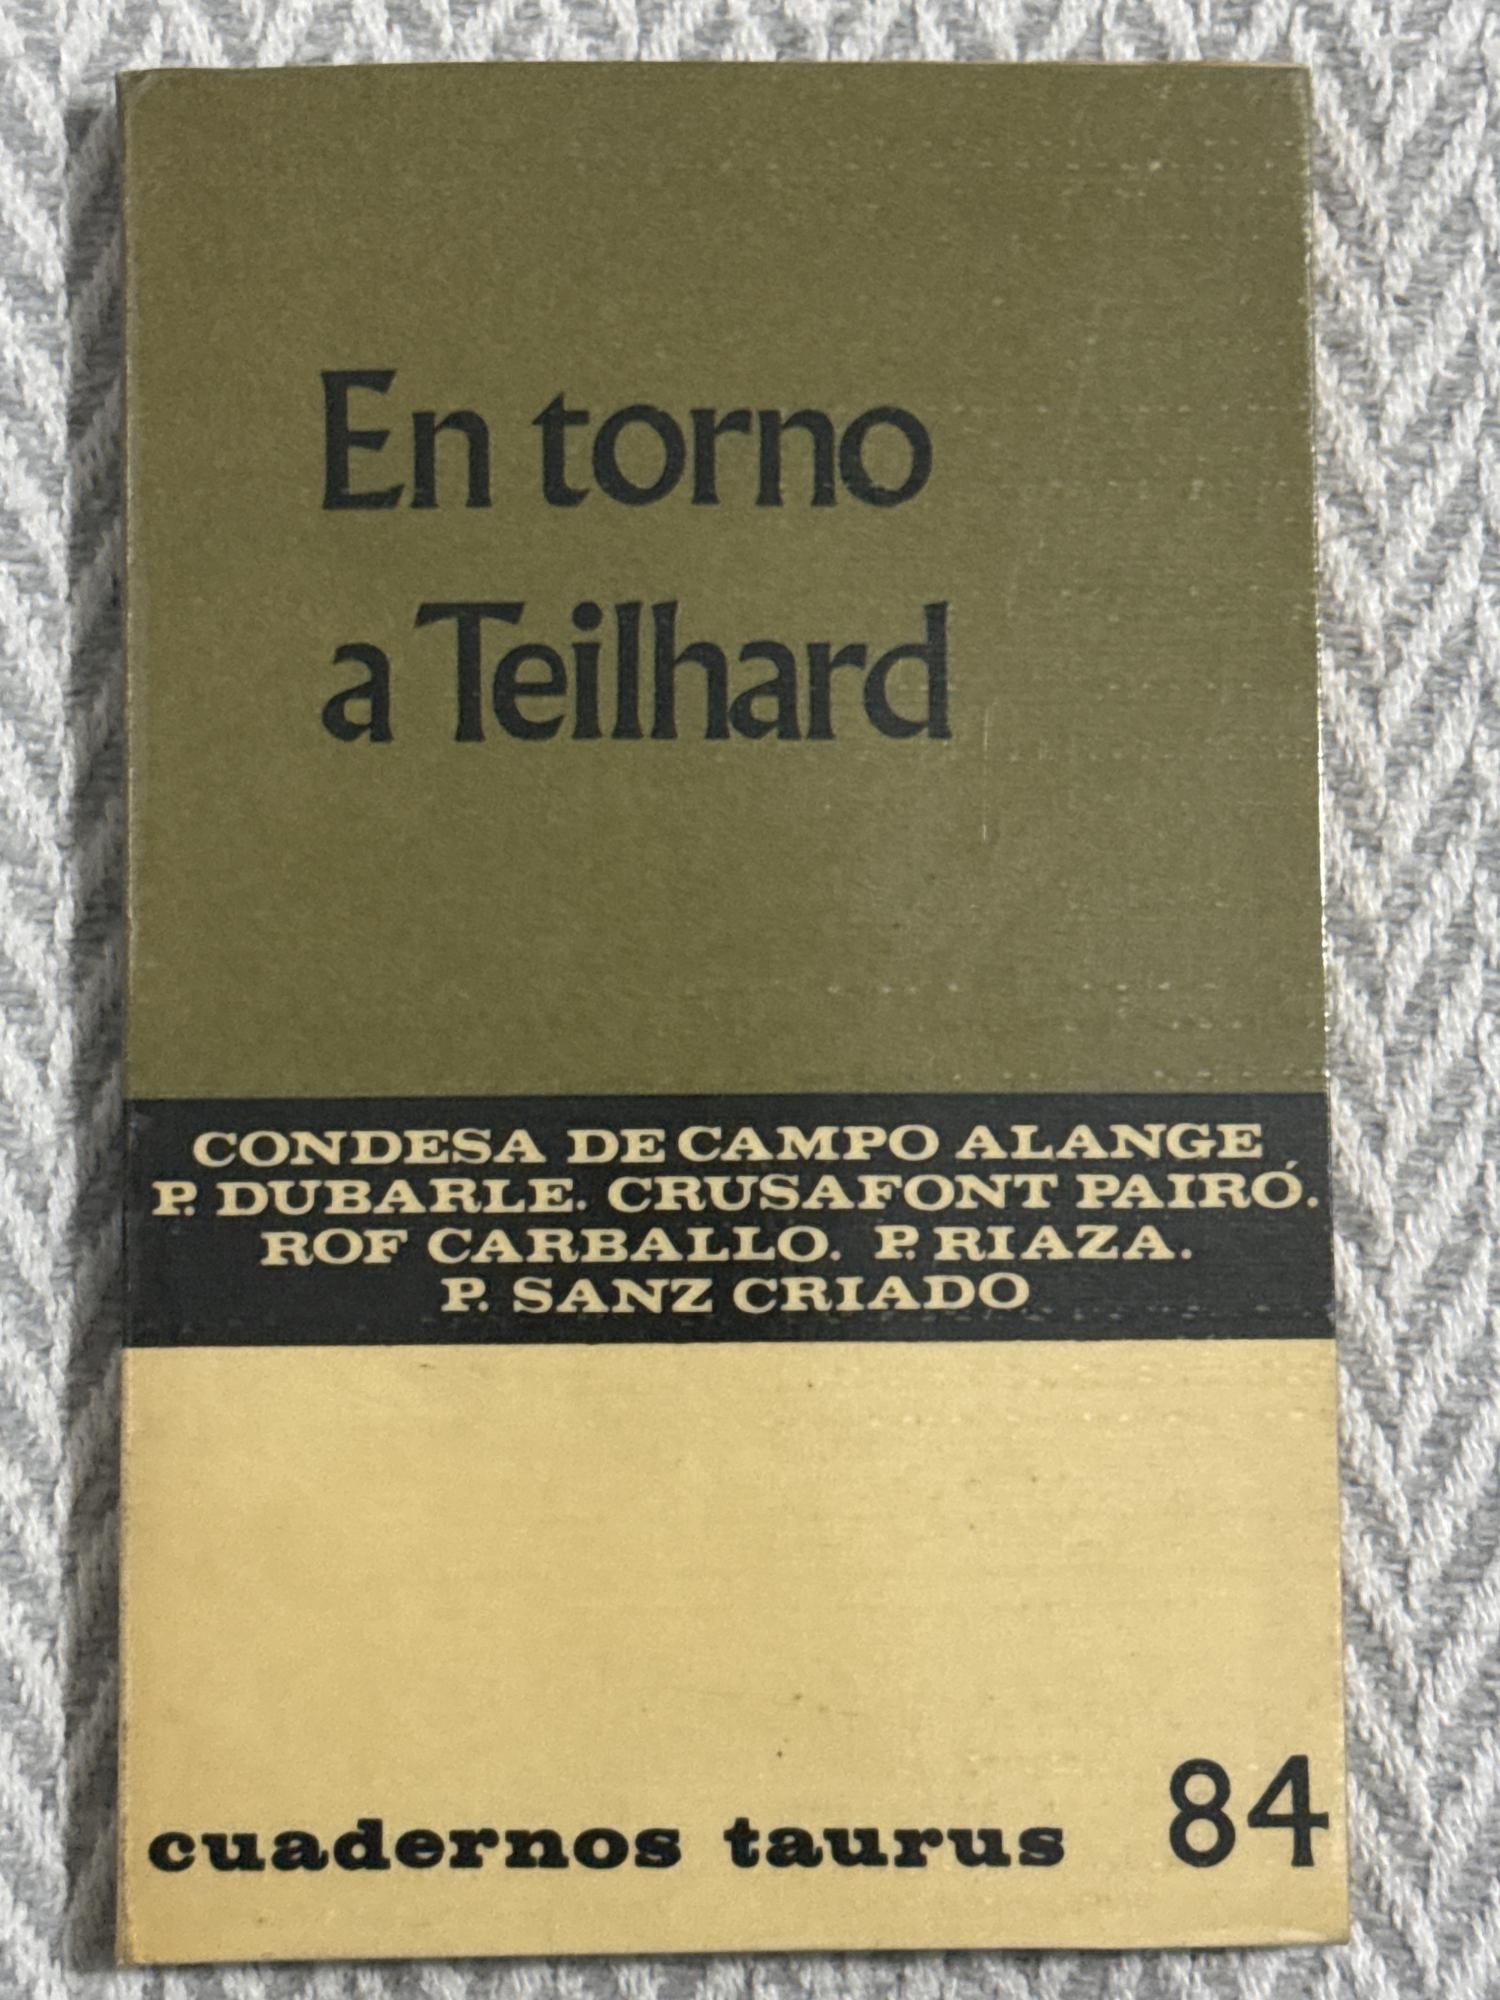 En torno
a Teilhard
CONDESA DE CAMPO ALANGE
P. DUBARLE. CRUSAFONT PAIRÓ.
ROF CARBALLO. P. RIAZA.
P. SANZ CRIADO
cuadernos taurus 84